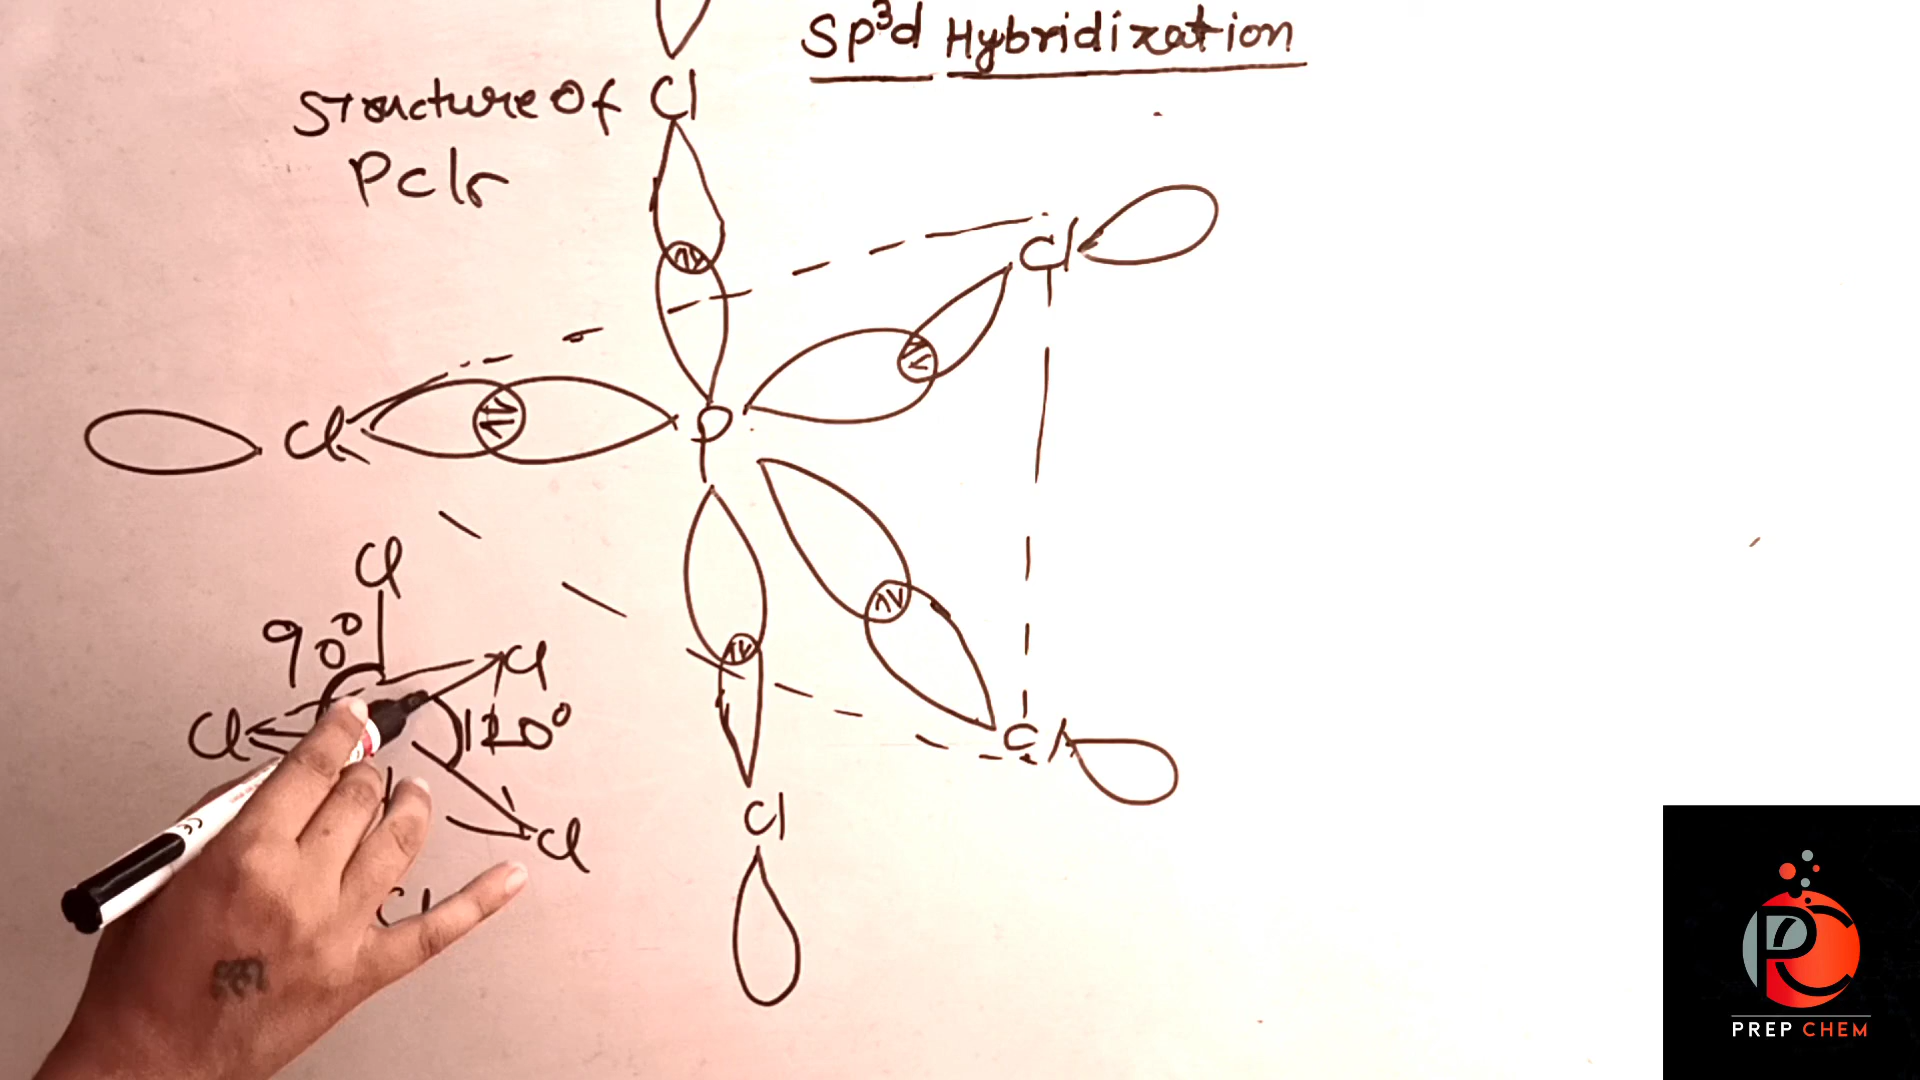 Sp³d Hybridization
Structure Of
PCl5
Cl
Cl
Cl
P
Cl
Cl
Cl
90°
Cl
Cl
120°
Cl
Cl
PC
PREP CHEM